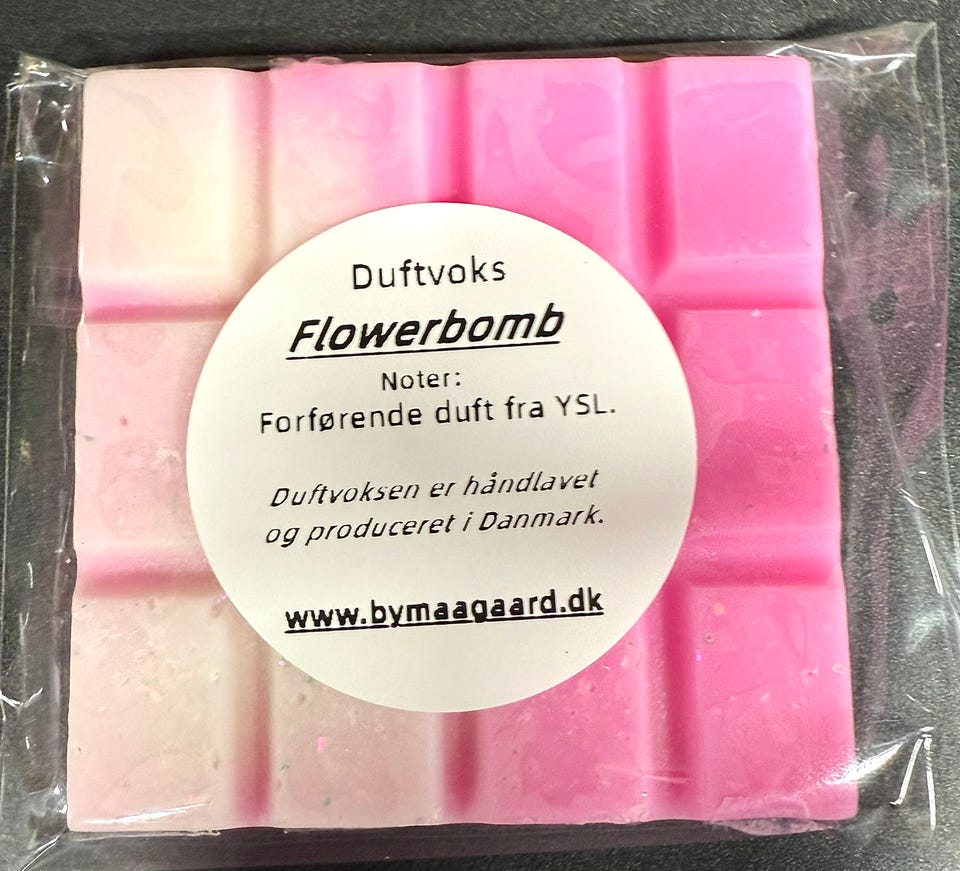 Duftvoks
Flowerbomb
Noter:
Forførende duft fra YSL.
Duftvoksen er håndlavet
og produceret i Danmark.
www.bymaagaard.dk